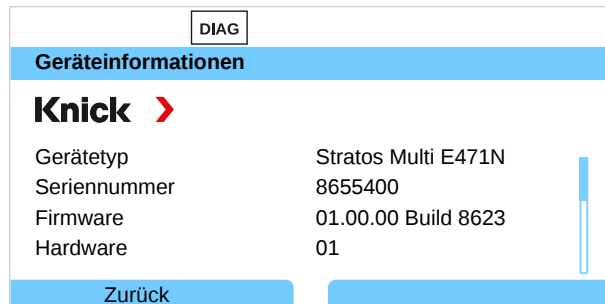 DIAG
Geräteinformationen
Knick
Gerätetyp Stratos Multi E471N
Seriennummer 8655400
Firmware 01.00.00 Build 8623
Hardware 01
Zurück